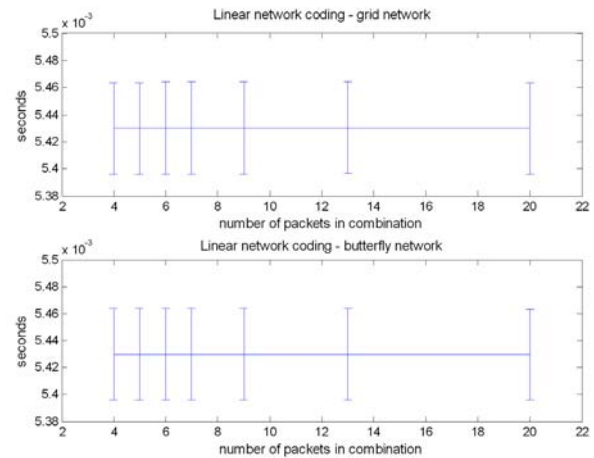 Linear network coding - grid network
x 10⁻³
5.5
5.48
5.46
5.44
5.42
5.4
5.38
seconds
2 4 6 8 10 12 14 16 18 20 22
number of packets in combination
Linear network coding - butterfly network
x 10⁻³
5.5
5.48
5.46
5.44
5.42
5.4
5.38
seconds
2 4 6 8 10 12 14 16 18 20 22
number of packets in combination